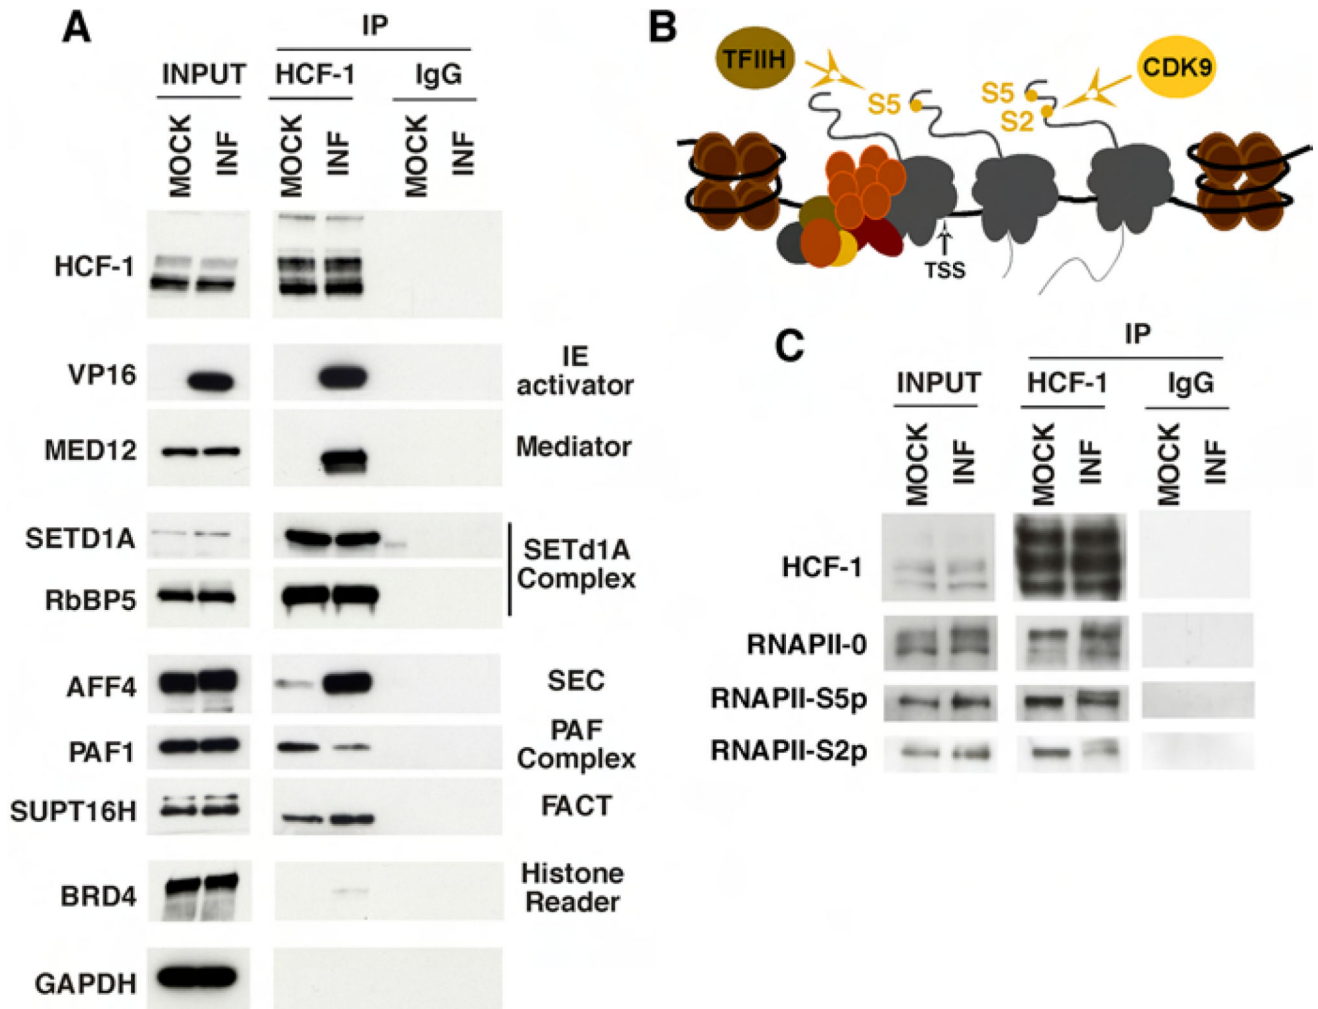 A
IP
INPUT
HCF-1
IgG
MOCK
INF
MOCK
INF
MOCK
INF
HCF-1
VP16
IE
activator
MED12
Mediator
SETD1A
RbBP5
SETd1A
Complex
AFF4
SEC
PAF1
PAF
Complex
SUPT16H
FACT
BRD4
Histone
Reader
GAPDH
B
TFIIH
S5
S5
S2
CDK9
TSS
C
IP
INPUT
HCF-1
IgG
MOCK
INF
MOCK
INF
MOCK
INF
HCF-1
RNAPII-0
RNAPII-S5p
RNAPII-S2p